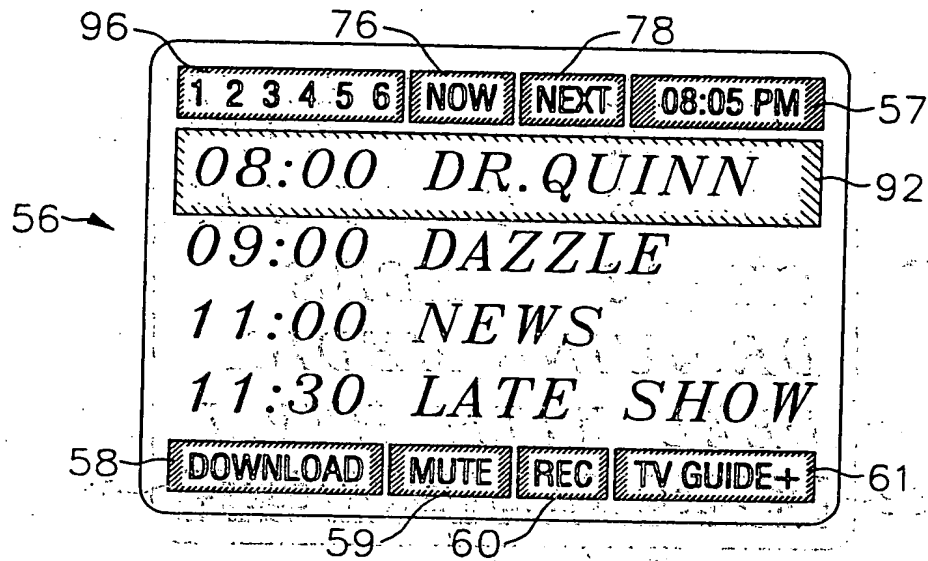 96 76 78
1 2 3 4 5 6 NOW NEXT 08:05 PM 57
08:00 DR.QUINN 92
56
09:00 DAZZLE
11:00 NEWS
11:30 LATE SHOW
58 DOWNLOAD MUTE REC TV GUIDE+ 61
59 60